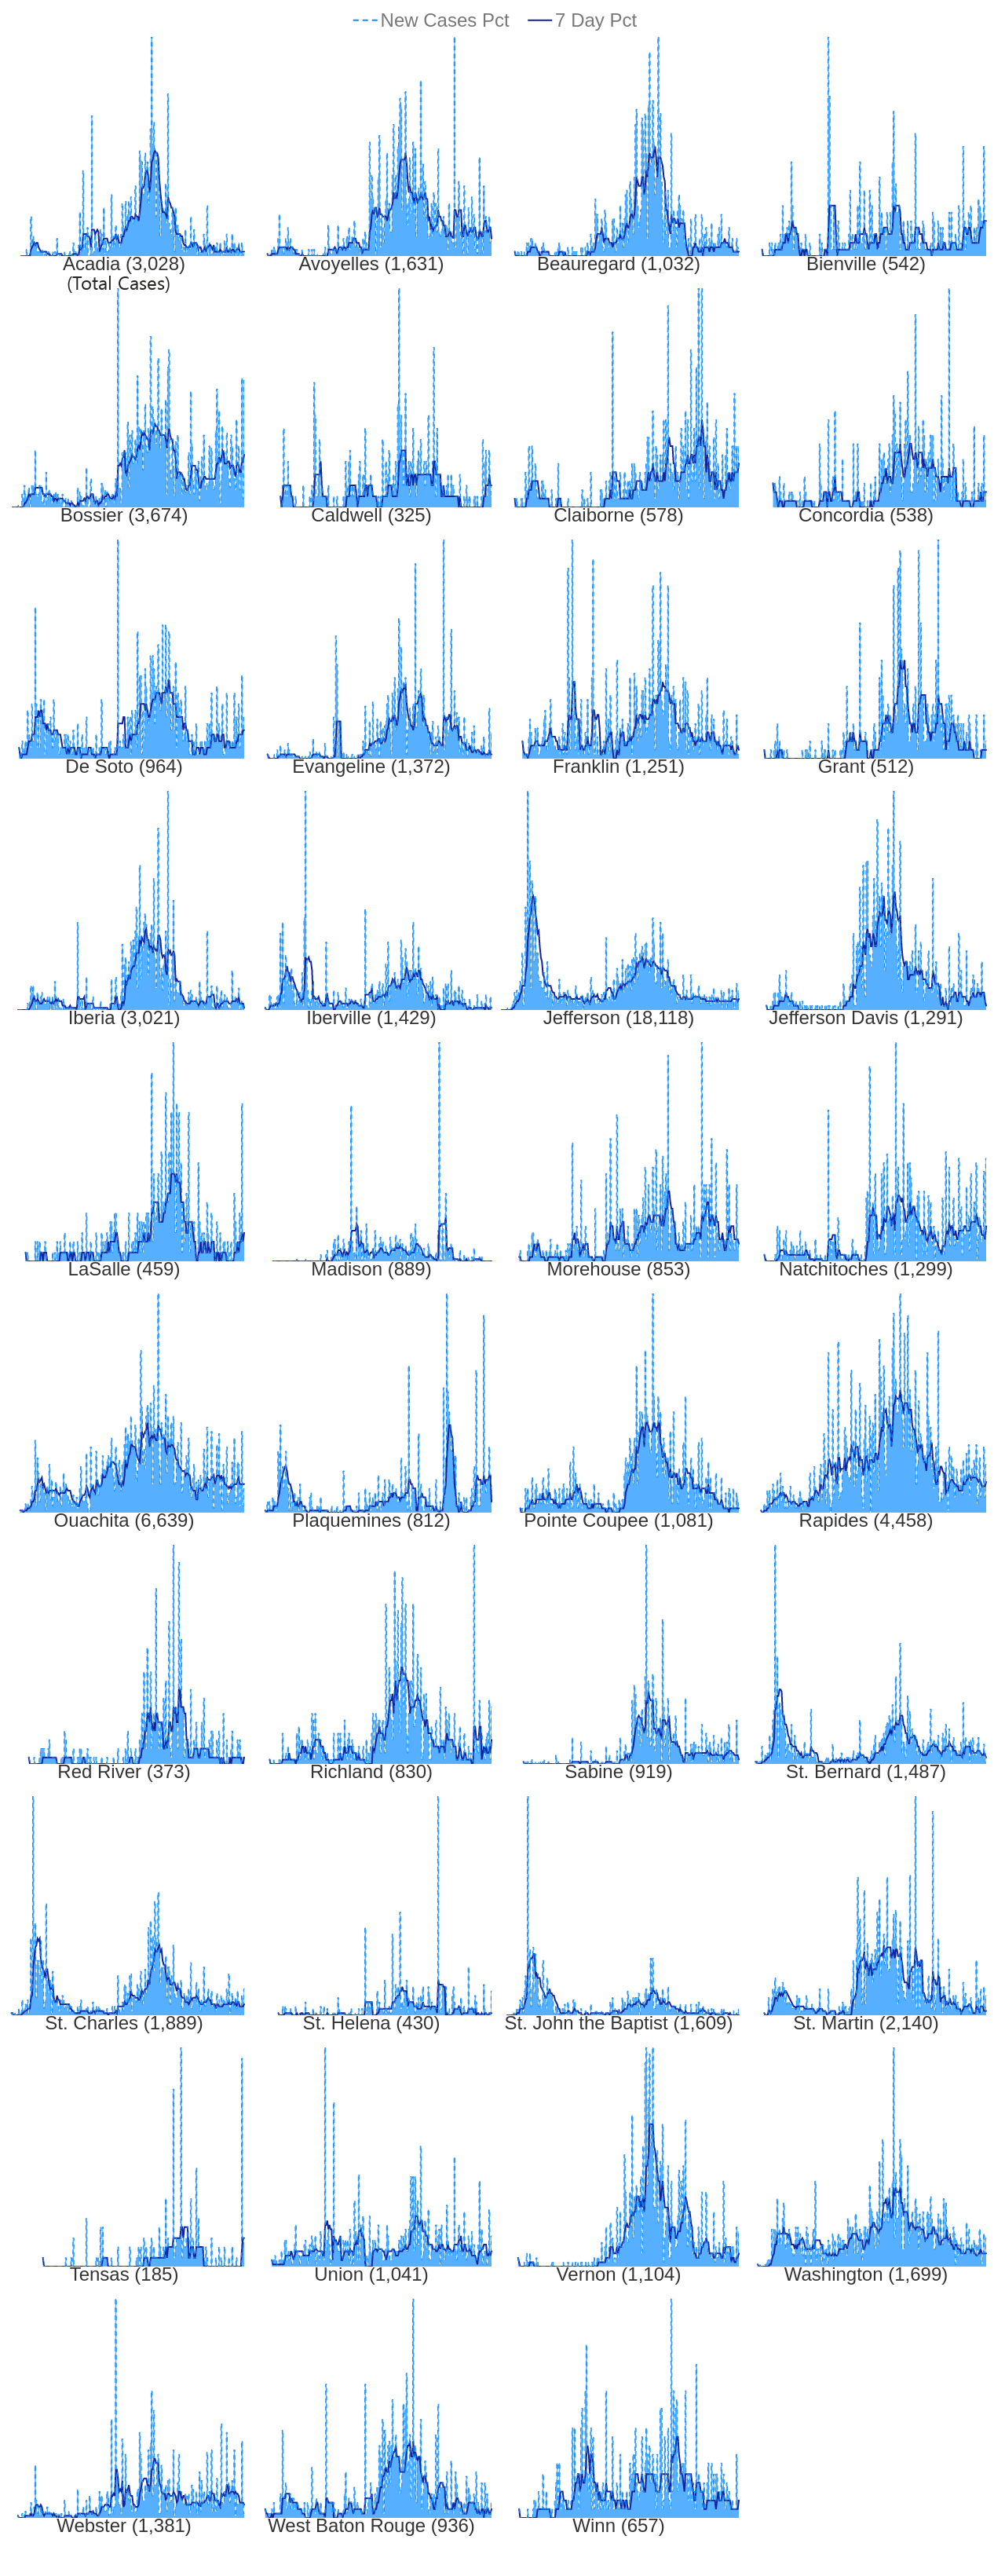 New Cases Pct 7 Day Pct
Acadia (3,028) Avoyelles (1,631) Beauregard (1,032) Bienville (542)
(Total Cases)
Bossier (3,674) Caldwell (325) Claiborne (578) Concordia (538)
De Soto (964) Evangeline (1,372) Franklin (1,251) Grant (512)
Iberia (3,021) Iberville (1,429) Jefferson (18,118) Jefferson Davis (1,291)
LaSalle (459) Madison (889) Morehouse (853) Natchitoches (1,299)
Ouachita (6,639) Plaquemines (812) Pointe Coupee (1,081) Rapides (4,458)
Red River (373) Richland (830) Sabine (919) St. Bernard (1,487)
St. Charles (1,889) St. Helena (430) St. John the Baptist (1,609) St. Martin (2,140)
Tensas (185) Union (1,041) Vernon (1,104) Washington (1,699)
Webster (1,381) West Baton Rouge (936) Winn (657)